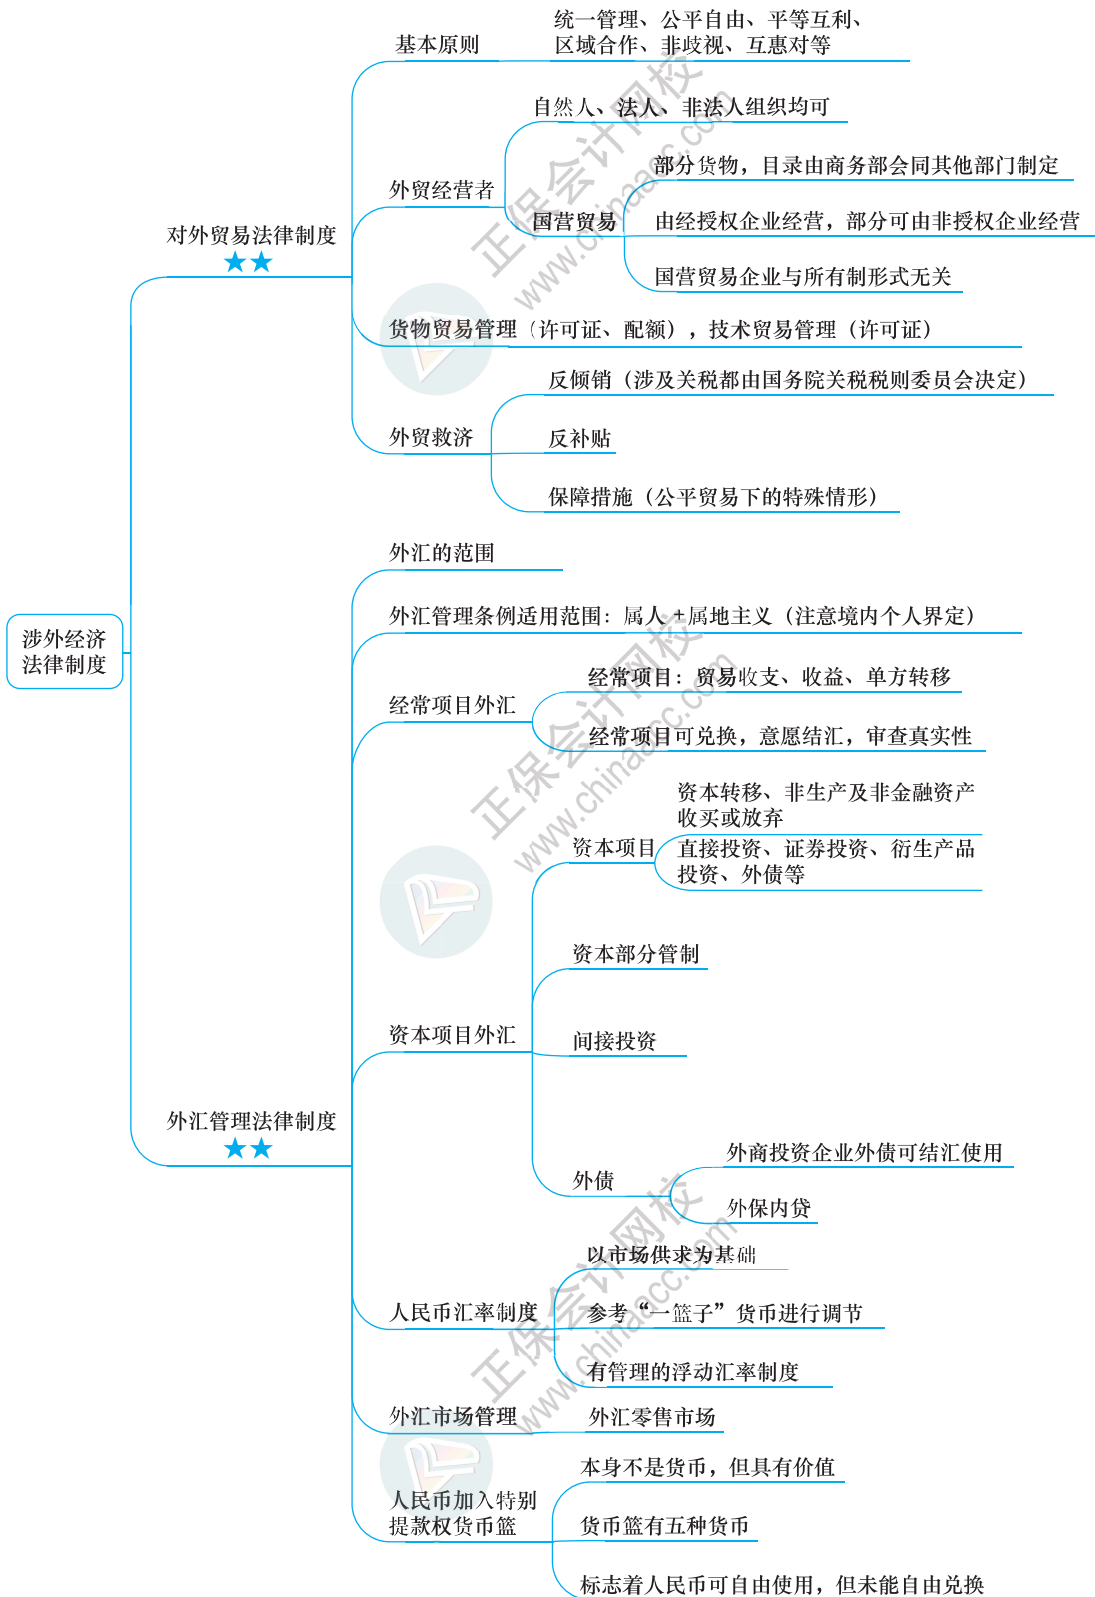 统一管理、公平自由、平等互利、
基本原则
区域合作、非歧视、互惠对等
自然人、法人、非法人组织均可
部分货物，目录由商务部会同其他部门制定
外贸经营者
国营贸易
由经授权企业经营，部分可由非授权企业经营
对外贸易法律制度
★★
国营贸易企业与所有制形式无关
货物贸易管理（许可证、配额），技术贸易管理（许可证）
反倾销（涉及关税都由国务院关税税则委员会决定）
外贸救济
反补贴
保障措施（公平贸易下的特殊情形）
外汇的范围
外汇管理条例适用范围：属人+属地主义（注意境内个人界定）
涉外经济
法律制度
经常项目：贸易收支、收益、单方转移
经常项目外汇
经常项目可兑换，意愿结汇，审查真实性
资本转移、非生产及非金融资产
收买或放弃
资本项目
直接投资、证券投资、衍生产品
投资、外债等
资本部分管制
资本项目外汇
间接投资
外汇管理法律制度
★★
外商投资企业外债可结汇使用
外债
外保内贷
以市场供求为基础
人民币汇率制度
参考“一篮子”货币进行调节
有管理的浮动汇率制度
外汇市场管理
外汇零售市场
本身不是货币，但具有价值
人民币加入特别
提款权货币篮
货币篮有五种货币
标志着人民币可自由使用，但未能自由兑换
正保会计网校
www.chinaacc.com
正保会计网校
www.chinaacc.com
正保会计网校
www.chinaacc.com